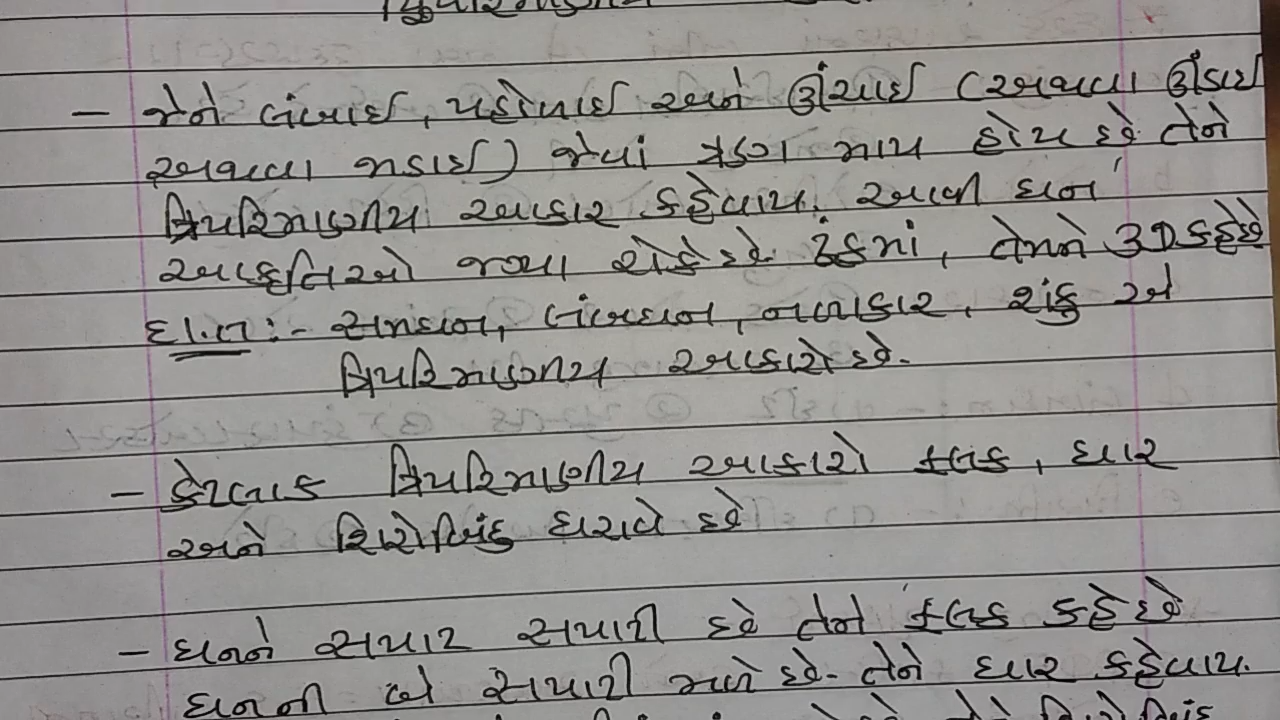 - જેને લંબાઈ, પહોળાઈ અને ઊંચાઈ (અથવા ઊંડાઈ
અથવા જાડાઈ) જેવાં ત્રણ માપ હોય છે તેને
ત્રિપરિમાણીય આકાર કહેવાય. આવી ઘન
આકૃતિઓ જગ્યા રોકે છે. ટૂંકમાં, તેમને 3D કહે છે
દા.ત :- સમઘન, લંબઘન, નળાકાર, શંકુ એ
ત્રિપરિમાણીય આકારો છે.
- કેટલાક ત્રિપરિમાણીય આકારો ફલક, ધાર
અને શિરોબિંદુ ધરાવે છે
- ઘનને સપાટ સપાટી છે તેને ફલક કહે છે
ઘનની બે સપાટી મળે છે. તેને ધાર કહેવાય.